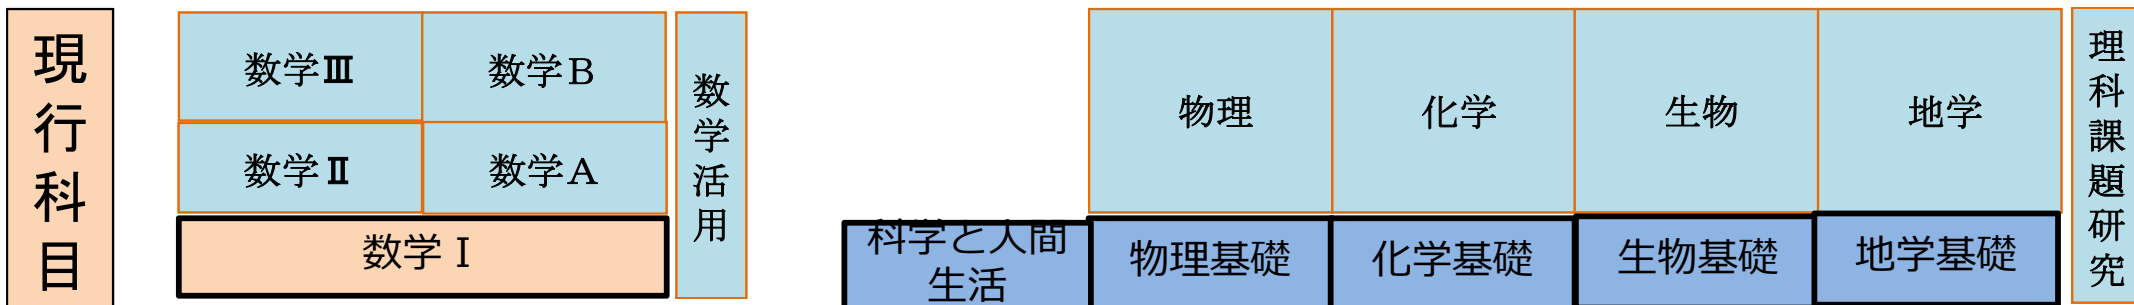 現行科目
数学Ⅲ
数学B
数学Ⅱ
数学A
数学Ⅰ
数学活用
物理
化学
生物
地学
科学と人間
生活
物理基礎
化学基礎
生物基礎
地学基礎
理科課題研究